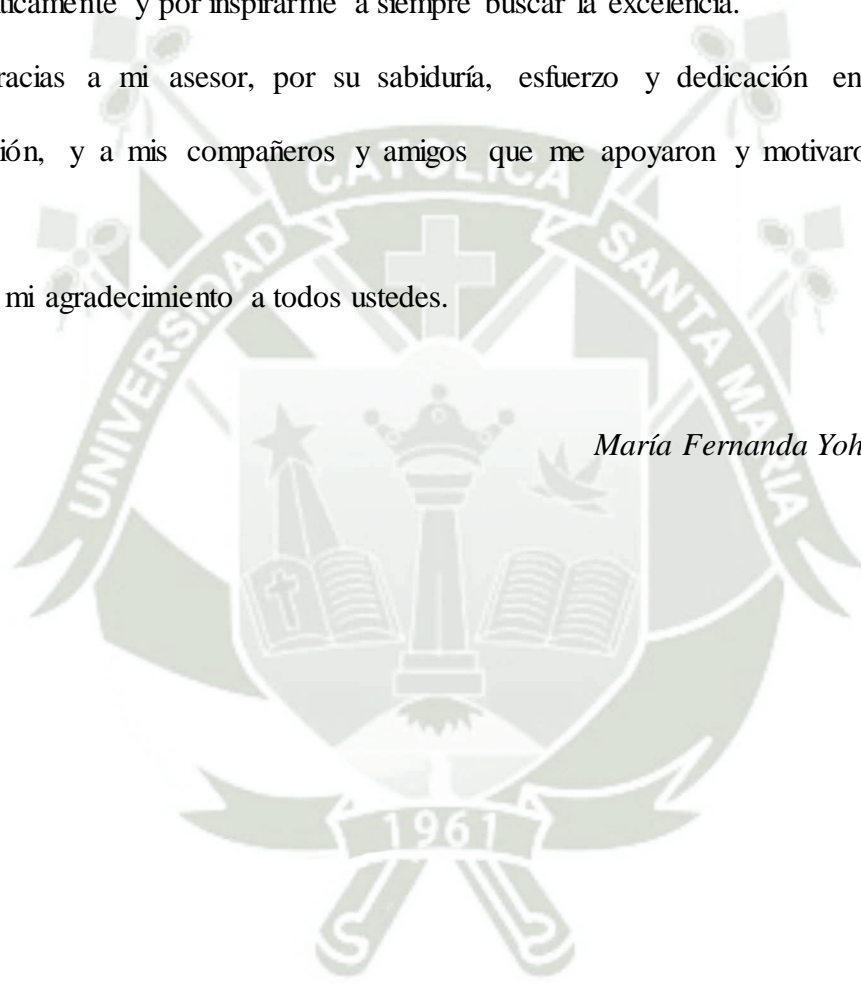 ticamente y por inspirarme a siempre buscar la excelencia.
racias a mi asesor, por su sabiduría, esfuerzo y dedicación en
ión, y a mis compañeros y amigos que me apoyaron y motivaro
mi agradecimiento a todos ustedes.
María Fernanda Yoh
UNIVERSIDAD CATOLICA SANTA MARIA
1961